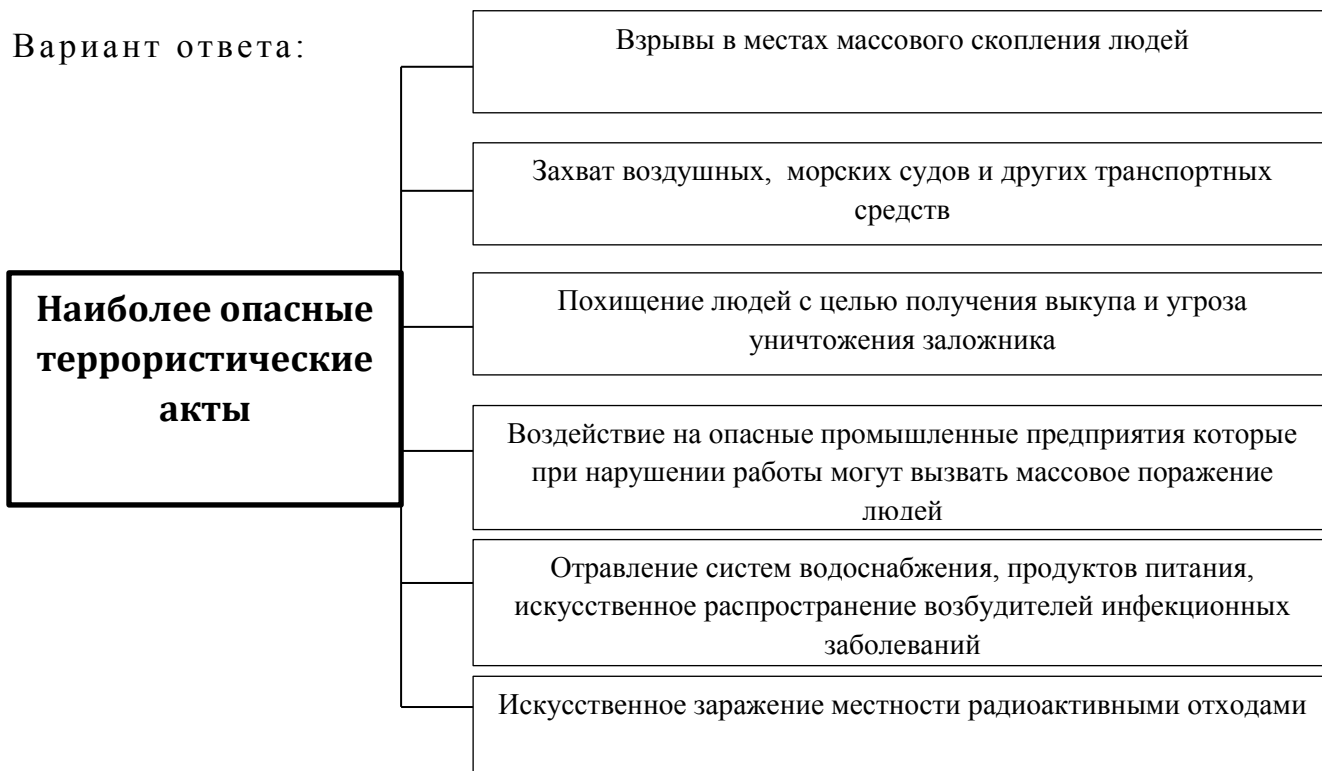 Вариант ответа:
Взрывы в местах массового скопления людей
Захват воздушных, морских судов и других транспортных
средств
Наиболее опасные
террористические
акты
Похищение людей с целью получения выкупа и угроза
уничтожения заложника
Воздействие на опасные промышленные предприятия которые
при нарушении работы могут вызвать массовое поражение
людей
Отравление систем водоснабжения, продуктов питания,
искусственное распространение возбудителей инфекционных
заболеваний
Искусственное заражение местности радиоактивными отходами